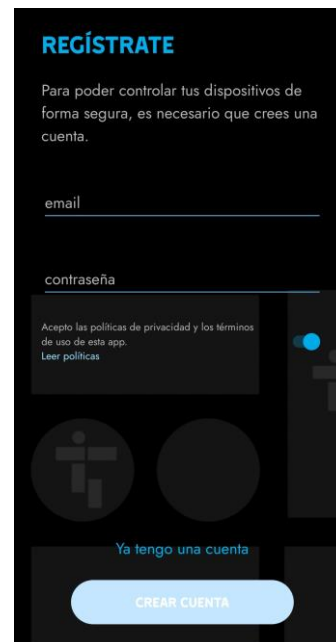 REGÍSTRATE
Para poder controlar tus dispositivos de
forma segura, es necesario que crees una
cuenta.
email
contraseña
Acepto las políticas de privacidad y los términos
de uso de esta app.
Leer políticas
Ya tengo una cuenta
CREAR CUENTA